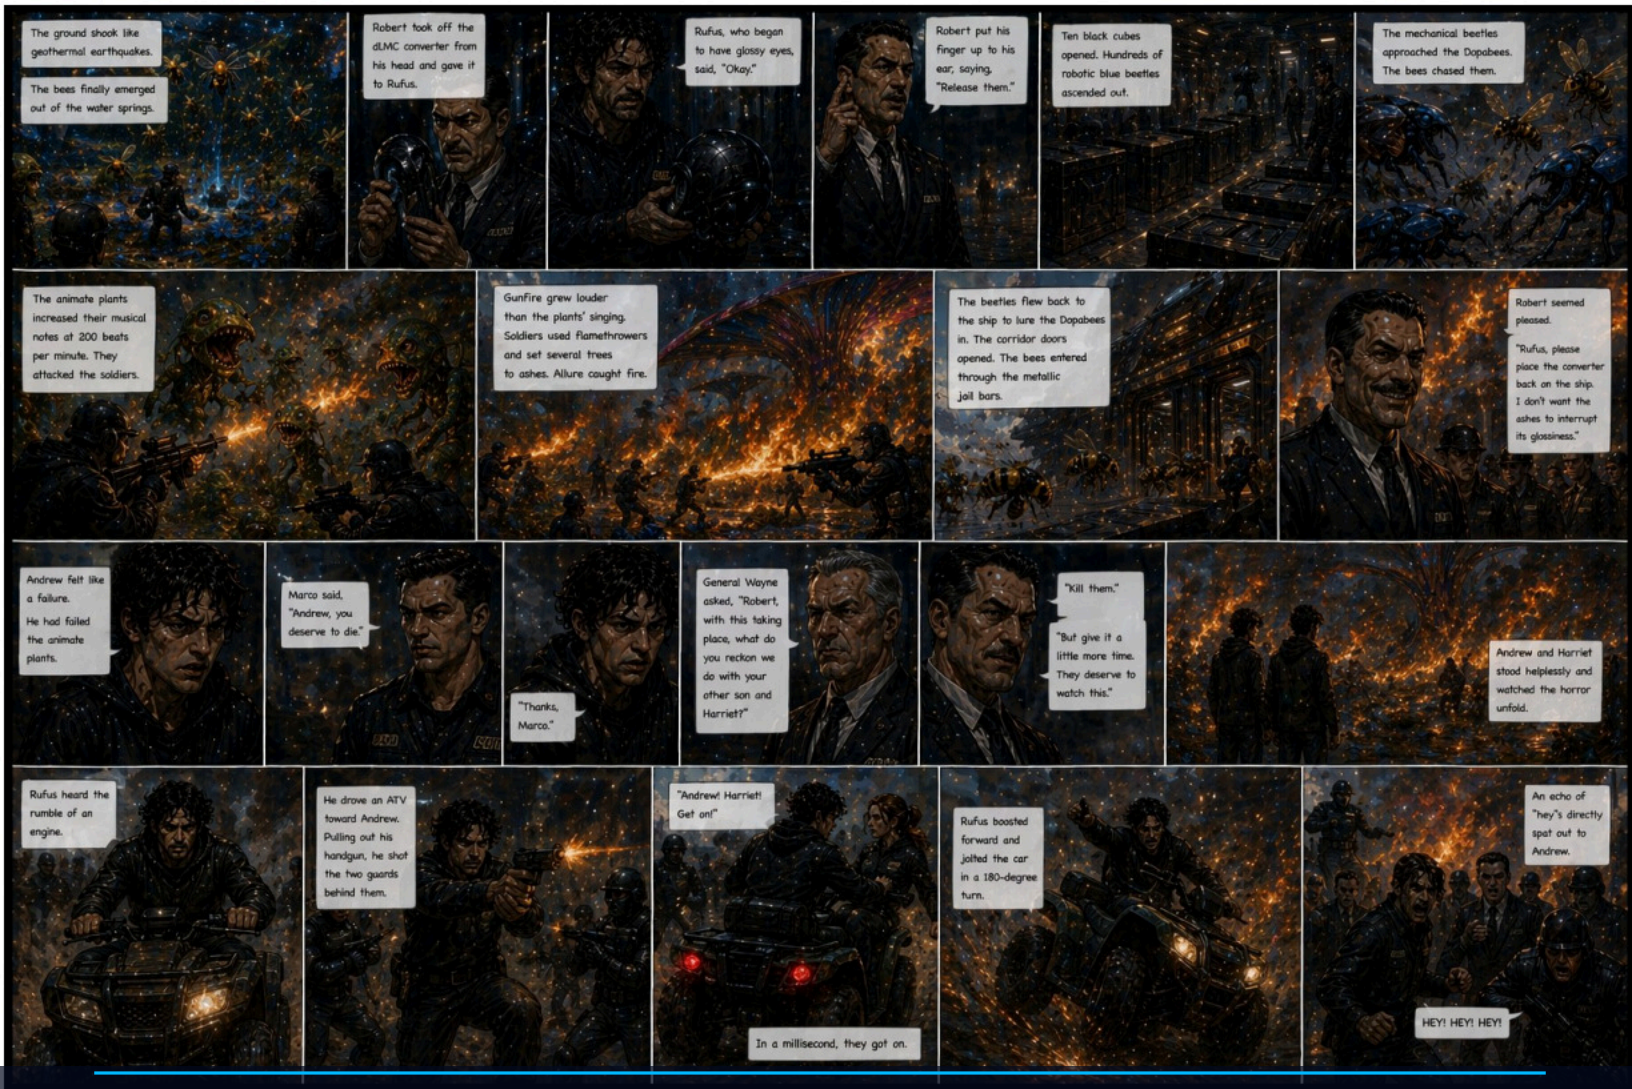 The ground shook like
geothermal earthquakes.
The bees finally emerged
out of the water springs.
Robert took off the
dLMC converter from
his head and gave it
to Rufus.
Rufus, who began
to have glossy eyes,
said, "Okay."
Robert put his
finger up to his
ear, saying,
"Release them."
Ten black cubes
opened. Hundreds of
robotic blue beetles
ascended out.
The mechanical beetles
approached the Dopabees.
The bees chased them.
The animate plants
increased their musical
notes at 200 beats
per minute. They
attacked the soldiers.
Gunfire grew louder
than the plants' singing.
Soldiers used flamethrowers
and set several trees
to ashes. Allure caught fire.
The beetles flew back to
the ship to lure the Dopabees
in. The corridor doors
opened. The bees entered
through the metallic
jail bars.
Robert seemed
pleased.
"Rufus, please
place the converter
back on the ship.
I don't want the
ashes to interrupt
its glossiness."
Andrew felt like
a failure.
He had failed
the animate
plants.
Marco said,
"Andrew, you
deserve to die."
"Thanks,
Marco."
General Wayne
asked, "Robert,
with this taking
place, what do
you reckon we
do with your
other son and
Harriet?"
"Kill them."
"But give it a
little more time.
They deserve to
watch this."
Andrew and Harriet
stood helplessly and
watched the horror
unfold.
Rufus heard the
rumble of an
engine.
He drove an ATV
toward Andrew.
Pulling out his
handgun, he shot
the two guards
behind them.
"Andrew! Harriet!
Get on!"
In a millisecond, they got on.
Rufus boosted
forward and
jolted the car
in a 180-degree
turn.
An echo of
"hey"s directly
spat out to
Andrew.
HEY! HEY! HEY!